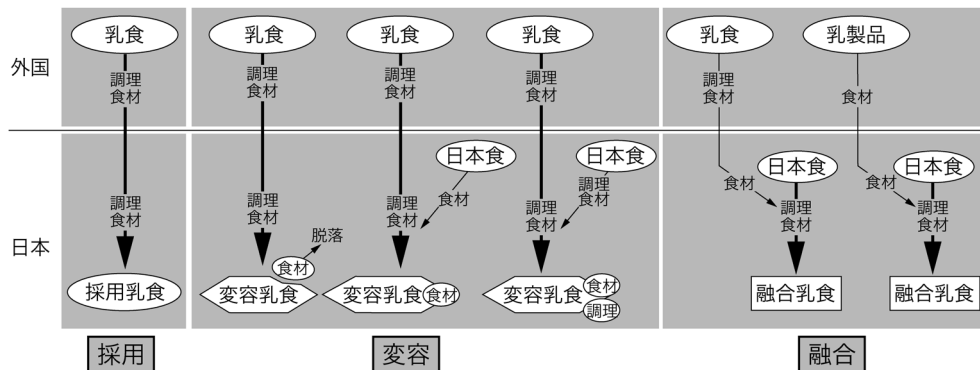 外国
日本
乳食
調理
食材
調理
食材
採用乳食
採用
乳食
調理
食材
調理
食材
脱落
食材
変容乳食
乳食
調理
食材
日本食
食材
調理
食材
変容乳食
食材
乳食
調理
食材
日本食
調理
食材
調理
食材
変容乳食
食材
調理
変容
乳食
調理
食材
食材
日本食
調理
食材
融合乳食
乳製品
食材
食材
日本食
調理
食材
融合乳食
融合